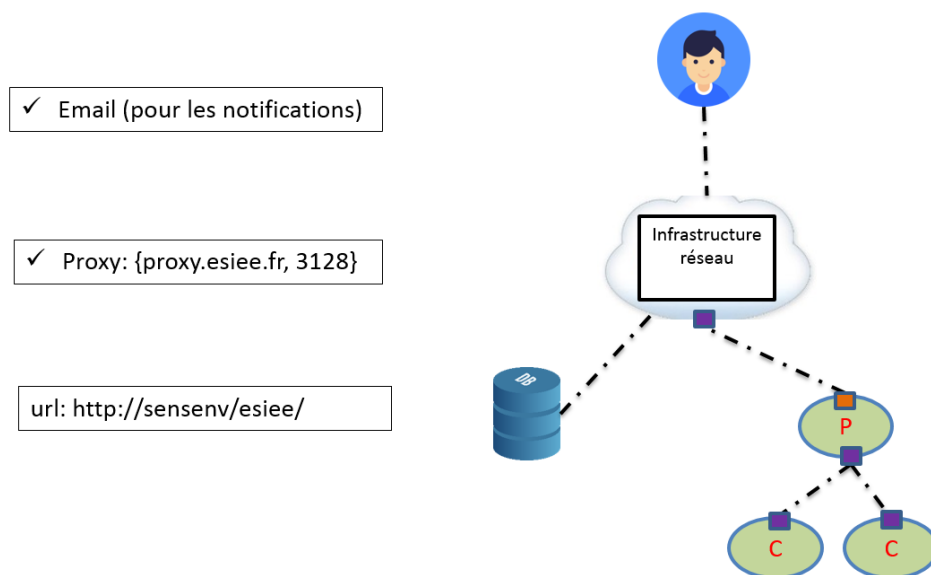 ✓ Email (pour les notifications)
Infrastructure
réseau
✓ Proxy: {proxy.esiee.fr, 3128}
DB
url: http://sensenv/esiee/
P
C
C